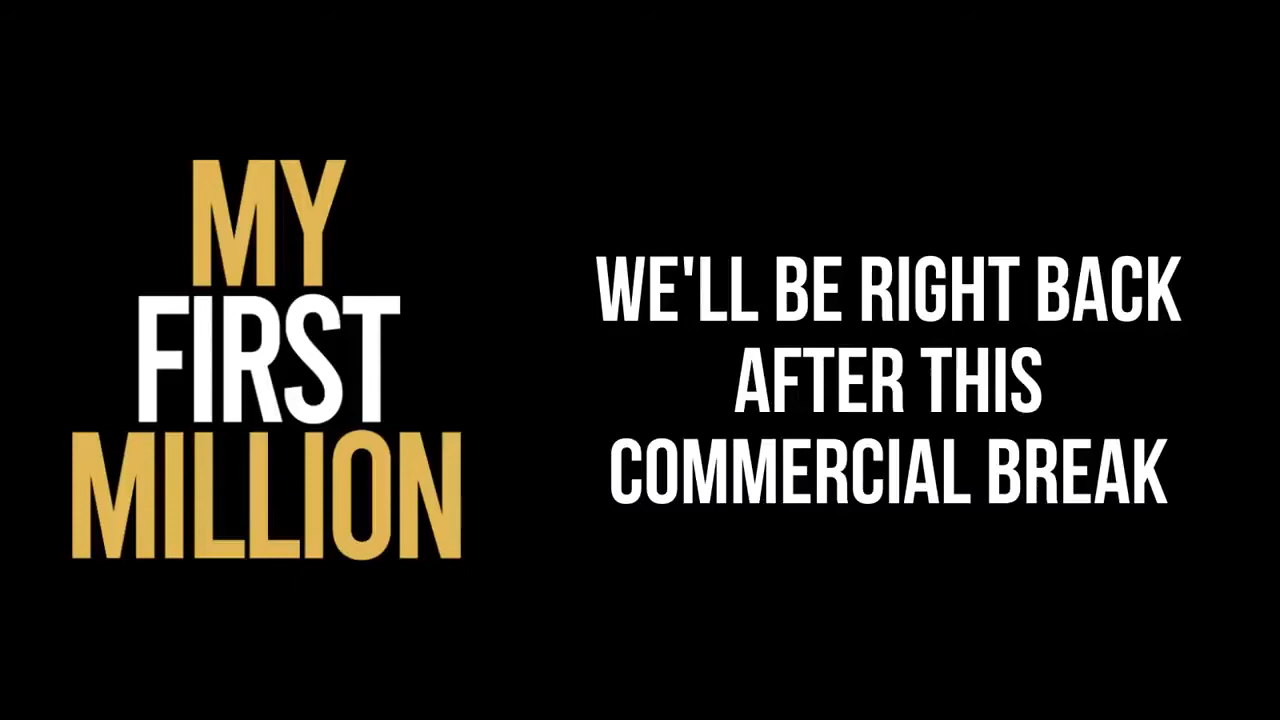 MY
FIRST
MILLION
WE'LL BE RIGHT BACK
AFTER THIS
COMMERCIAL BREAK